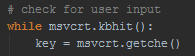 # check for user input
while msvcrt.kbhit():
    key = msvcrt.getche()